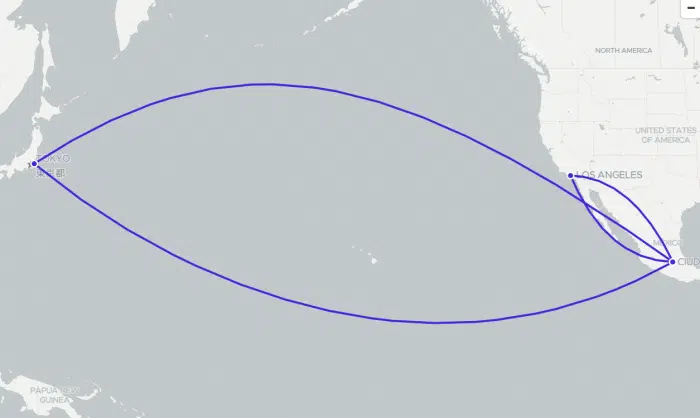 NORTH AMERICA
UNITED STATES
OF AMERICA
TOKYO
東京都
LOS ANGELES
MEXICO
CIUD
PAPUA NEW
GUINEA